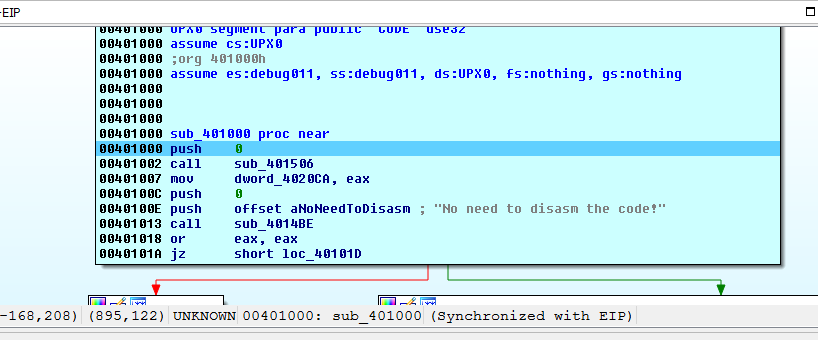 -EIP
00401000 UPX0 segment para public 'CODE' use32
00401000 assume cs:UPX0
00401000 ;org 401000h
00401000 assume es:debug011, ss:debug011, ds:UPX0, fs:nothing, gs:nothing
00401000
00401000
00401000
00401000 sub_401000 proc near
00401000 push 0
00401002 call sub_401506
00401007 mov dword_4020CA, eax
0040100C push 0
0040100E push offset aNoNeedToDisasm ; "No need to disasm the code!"
00401013 call sub_4014BE
00401018 or eax, eax
0040101A jz short loc_40101D
-168,208) (895,122) UNKNOWN 00401000: sub_401000 (Synchronized with EIP)